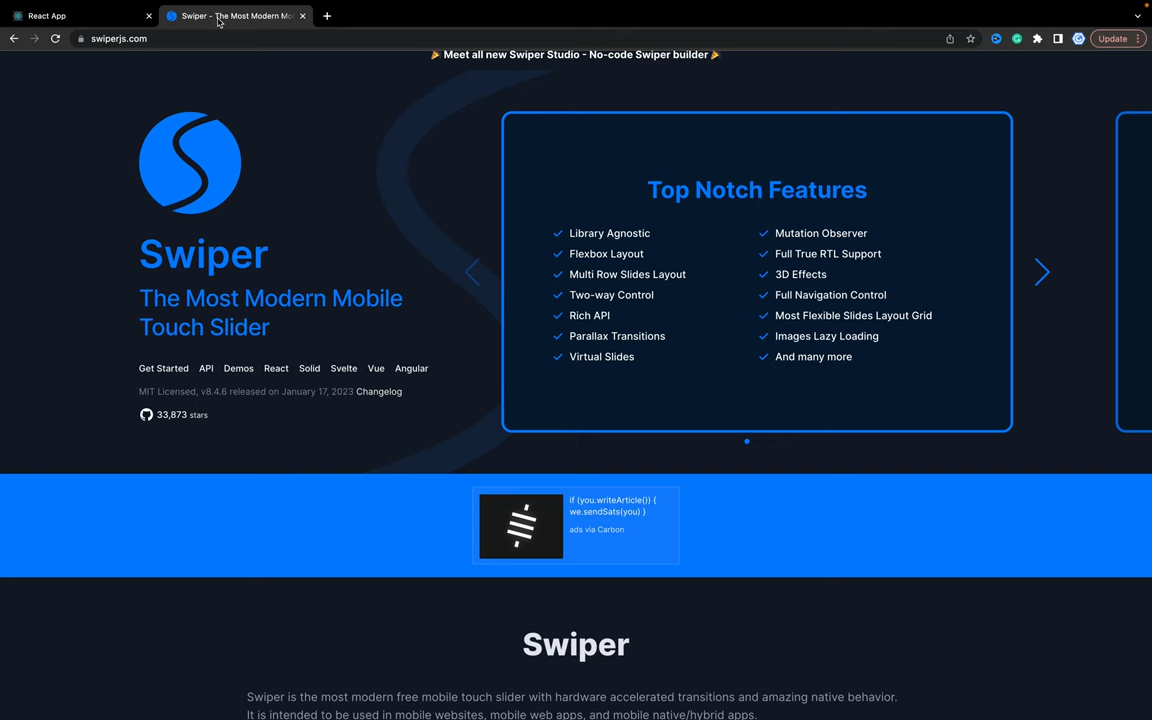 React App
Swiper - The Most Modern Mo
swiperjs.com
Update
🎉 Meet all new Swiper Studio - No-code Swiper builder 🎉
Swiper
The Most Modern Mobile
Touch Slider
Get Started API Demos React Solid Svelte Vue Angular
MIT Licensed, v8.4.6 released on January 17, 2023 Changelog
33,873 stars
Top Notch Features
Library Agnostic
Flexbox Layout
Multi Row Slides Layout
Two-way Control
Rich API
Parallax Transitions
Virtual Slides
Mutation Observer
Full True RTL Support
3D Effects
Full Navigation Control
Most Flexible Slides Layout Grid
Images Lazy Loading
And many more
if (you.writeArticle()) {
we.sendSats(you) }
ads via Carbon
Swiper
Swiper is the most modern free mobile touch slider with hardware accelerated transitions and amazing native behavior.
It is intended to be used in mobile websites, mobile web apps, and mobile native/hybrid apps.